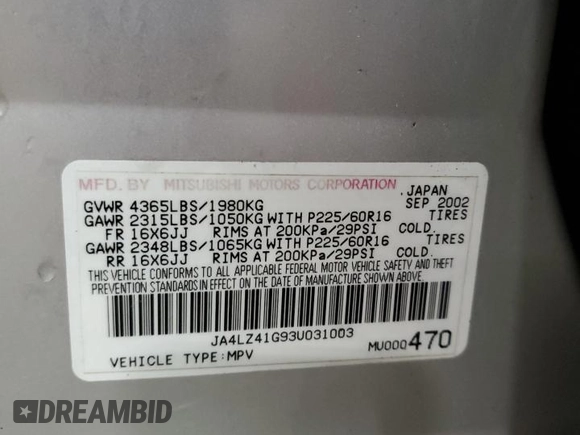 MFD. BY MITSUBISHI MOTORS CORPORATION JAPAN
GVWR 4365LBS/1980KG SEP 2002
GAWR 2315LBS/1050KG WITH P225/60R16 TIRES
FR 16X6JJ RIMS AT 200KPa/29PSI COLD.
GAWR 2348LBS/1065KG WITH P225/60R16 TIRES
RR 16X6JJ RIMS AT 200KPa/29PSI COLD.
THIS VEHICLE CONFORMS TO ALL APPLICABLE FEDERAL MOTOR VEHICLE SAFETY AND THEFT
PREVENTION STANDARDS IN EFFECT ON THE DATE OF MANUFACTURE SHOWN ABOVE.
JA4LZ41G93U031003
VEHICLE TYPE:MPV MU000470
DREAMBID